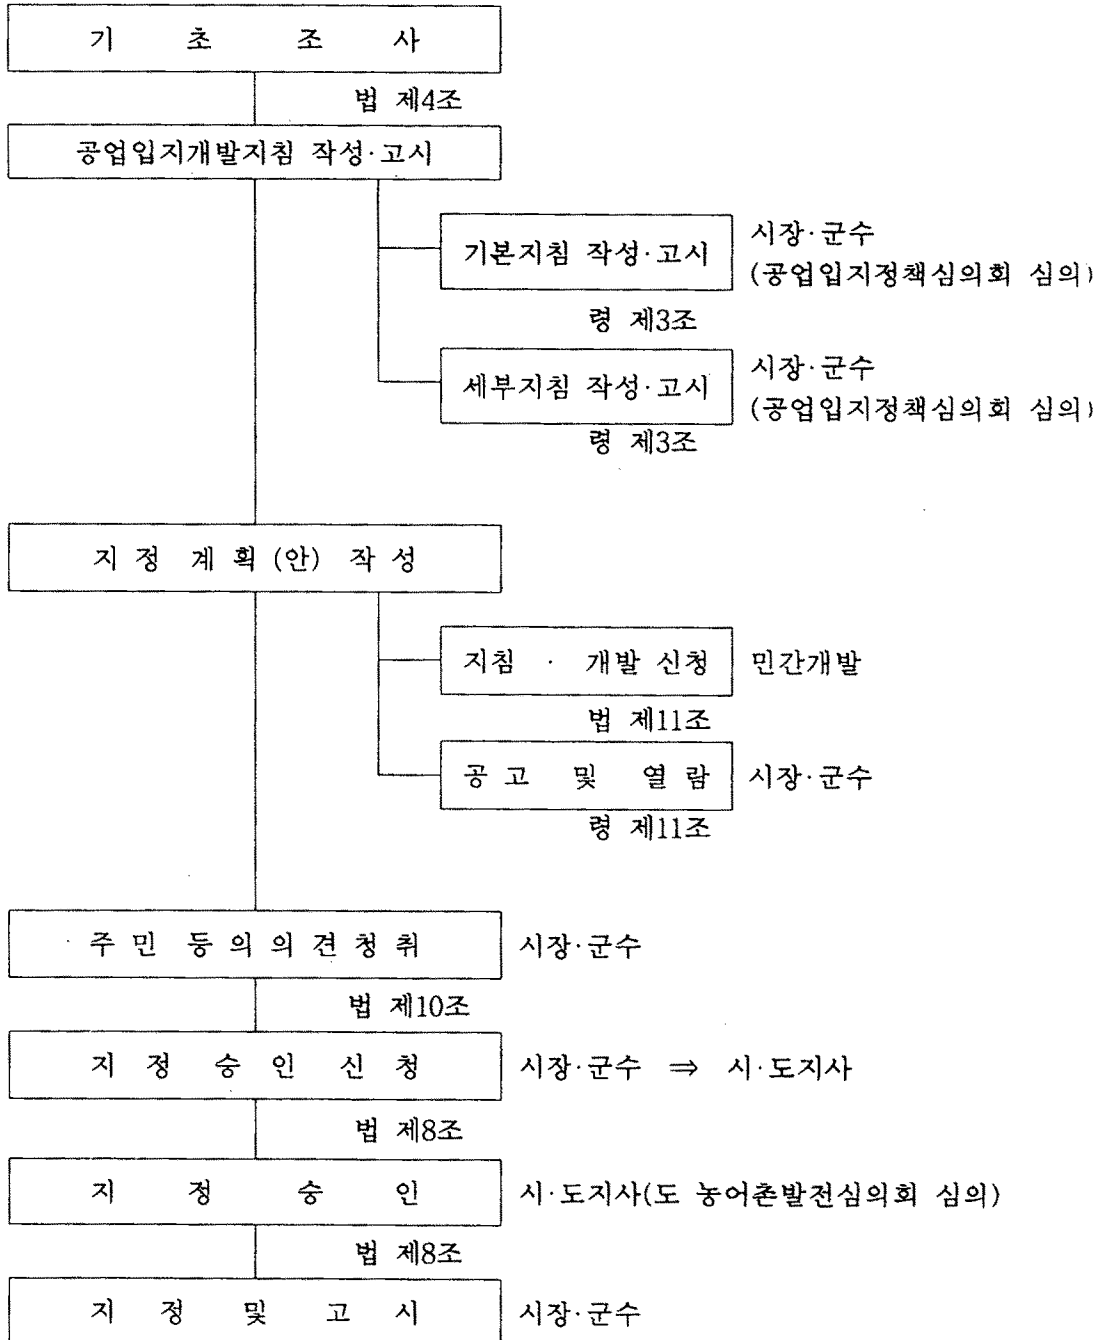 기 초 조 사
법 제4조
공업입지개발지침 작성·고시
기본지침 작성·고시
시장·군수
(공업입지정책심의회 심의)
령 제3조
세부지침 작성·고시
시장·군수
(공업입지정책심의회 심의)
령 제3조
지 정 계 획 (안) 작 성
지침 · 개발 신청
민간개발
법 제11조
공 고 및 열 람
시장·군수
령 제11조
주 민 등 의 의 견 청 취
시장·군수
법 제10조
지 정 승 인 신 청
시장·군수 ⇒ 시·도지사
법 제8조
지 정 승 인
시·도지사(도 농어촌발전심의회 심의)
법 제8조
지 정 및 고 시
시장·군수